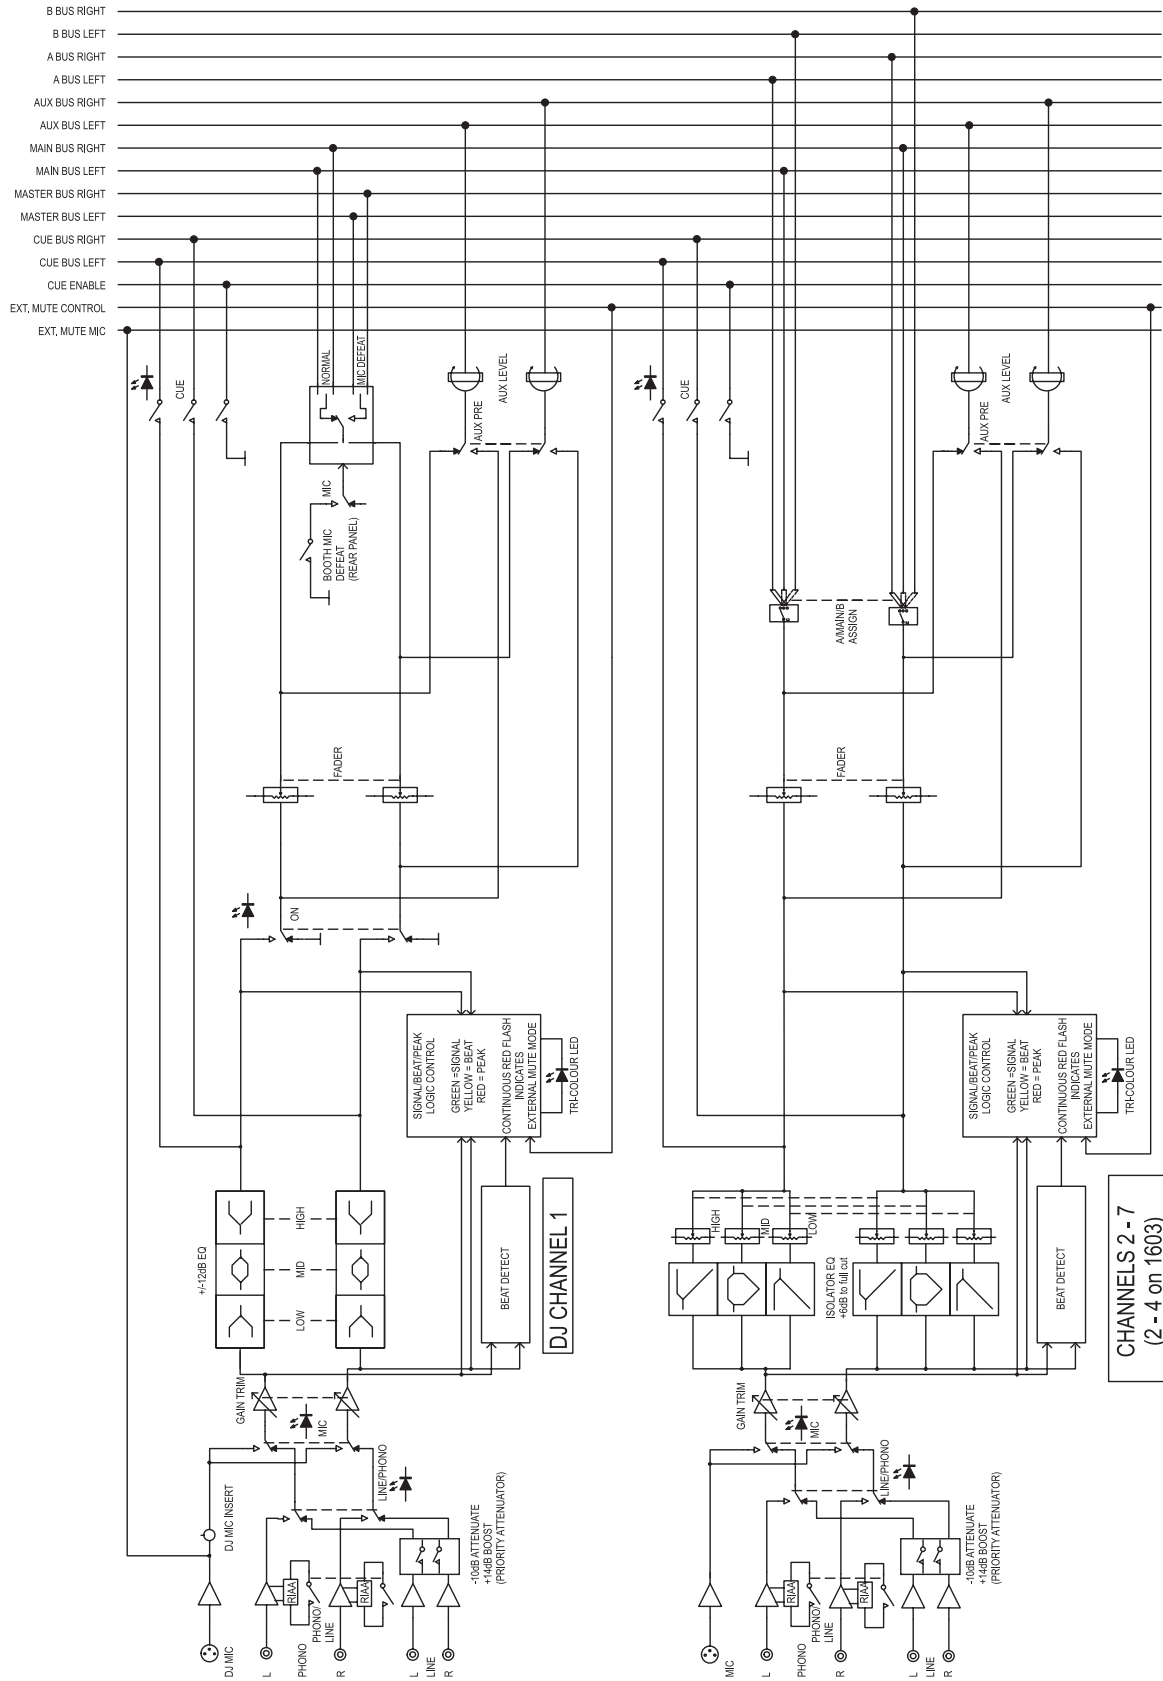 B BUS RIGHT
B BUS LEFT
A BUS RIGHT
A BUS LEFT
AUX BUS RIGHT
AUX BUS LEFT
MAIN BUS RIGHT
MAIN BUS LEFT
MASTER BUS RIGHT
MASTER BUS LEFT
CUE BUS RIGHT
CUE BUS LEFT
CUE ENABLE
EXT, MUTE CONTROL
EXT, MUTE MIC
CUE
NORMAL
MIC DEFEAT
AUX PRE
AUX LEVEL
MIC
BOOTH MIC
DEFEAT
(REAR PANEL)
FADER
ON
SIGNAL/BEAT/PEAK
LOGIC CONTROL
GREEN =SIGNAL
YELLOW = BEAT
RED = PEAK
CONTINUOUS RED FLASH
INDICATES
EXTERNAL MUTE MODE
TRI-COLOUR LED
+/-12dB EQ
HIGH
MID
LOW
BEAT DETECT
DJ CHANNEL 1
GAIN TRIM
MIC
LINE/PHONO
DJ MIC INSERT
-10dB ATTENUATE
+14dB BOOST
(PRIORITY ATTENUATOR)
RIAA
RIAA
PHONO/
LINE
DJ MIC
L
PHONO
R
L
LINE
R
CUE
AUX PRE
AUX LEVEL
A/MAIN/B
ASSIGN
FADER
SIGNAL/BEAT/PEAK
LOGIC CONTROL
GREEN =SIGNAL
YELLOW = BEAT
RED = PEAK
CONTINUOUS RED FLASH
INDICATES
EXTERNAL MUTE MODE
TRI-COLOUR LED
HIGH
MID
LOW
ISOLATOR EQ
+6dB to full cut
BEAT DETECT
CHANNELS 2 - 7
(2 - 4 on 1603)
GAIN TRIM
MIC
LINE/PHONO
-10dB ATTENUATE
+14dB BOOST
(PRIORITY ATTENUATOR)
RIAA
RIAA
PHONO/
LINE
MIC
L
PHONO
R
L
LINE
R